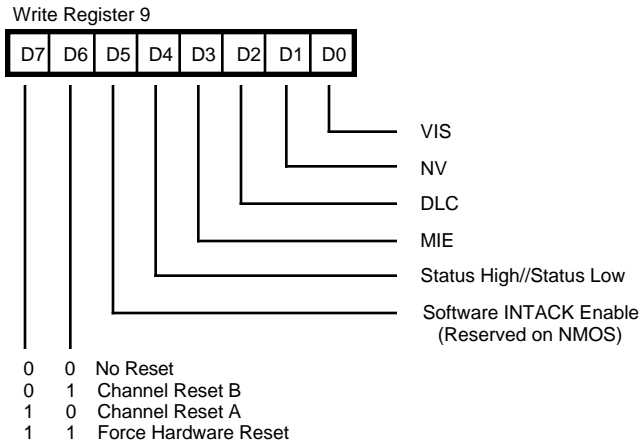 Write Register 9
D7 D6 D5 D4 D3 D2 D1 D0
VIS
NV
DLC
MIE
Status High//Status Low
Software INTACK Enable
(Reserved on NMOS)
0 0 No Reset
0 1 Channel Reset B
1 0 Channel Reset A
1 1 Force Hardware Reset